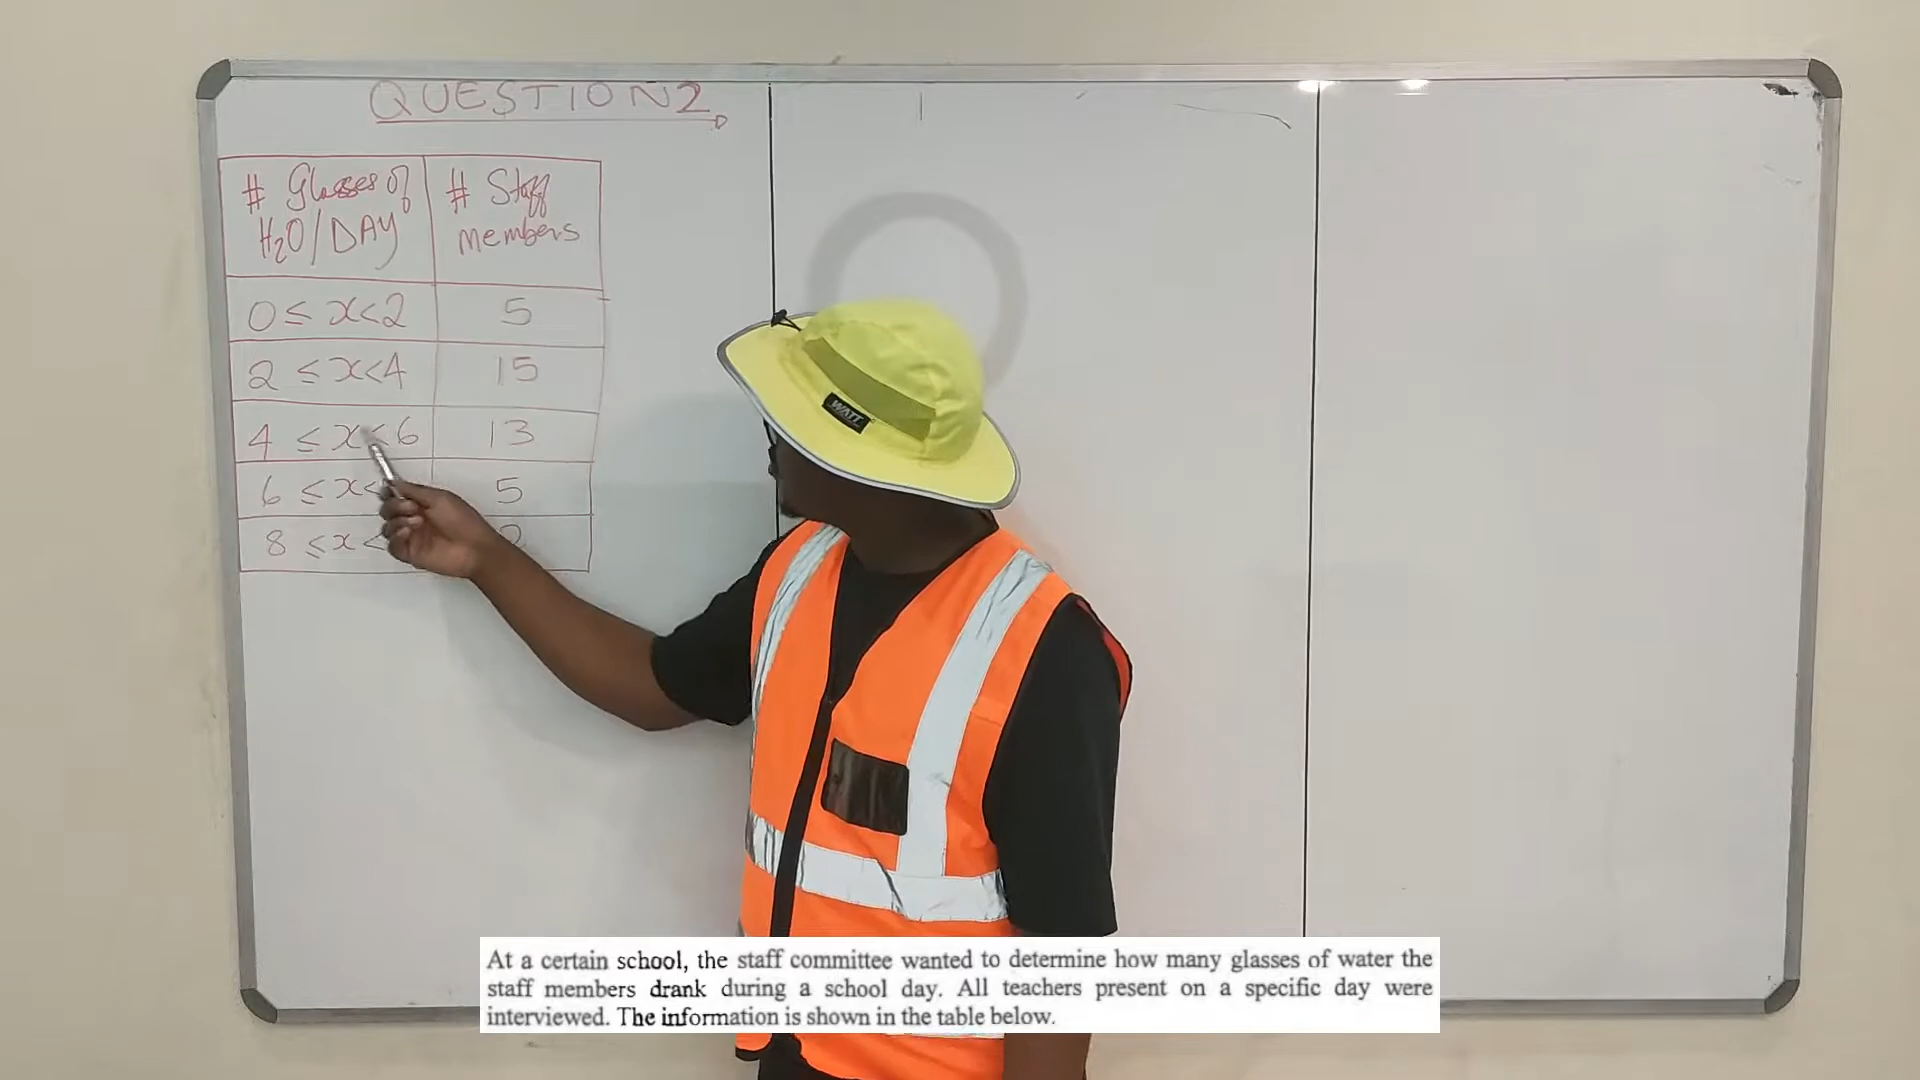 QUESTION 2
# Glasses of H₂O/DAY | # Staff members
0 ≤ x<2 | 5
2 ≤ x<4 | 15
4 ≤ x< 6 | 13
6 ≤ x< | 5
8 ≤ x<
WATT
At a certain school, the staff committee wanted to determine how many glasses of water the
staff members drank during a school day. All teachers present on a specific day were
interviewed. The information is shown in the table below.